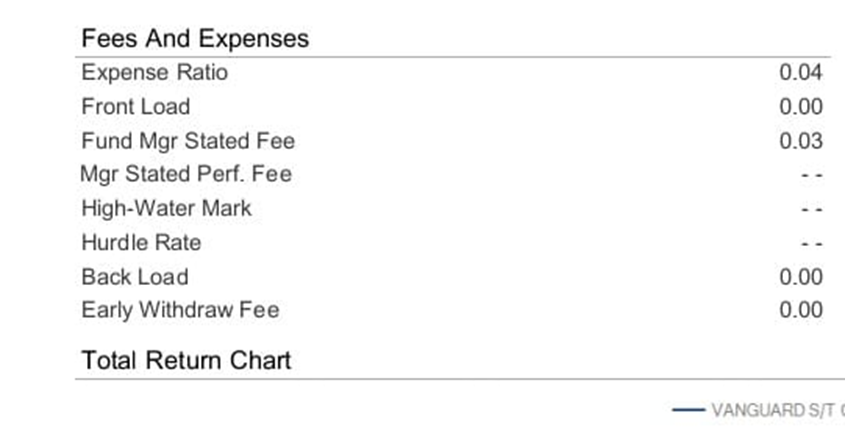 Fees And Expenses
Expense Ratio 0.04
Front Load 0.00
Fund Mgr Stated Fee 0.03
Mgr Stated Perf. Fee - -
High-Water Mark - -
Hurdle Rate - -
Back Load 0.00
Early Withdraw Fee 0.00
Total Return Chart
VANGUARD S/T